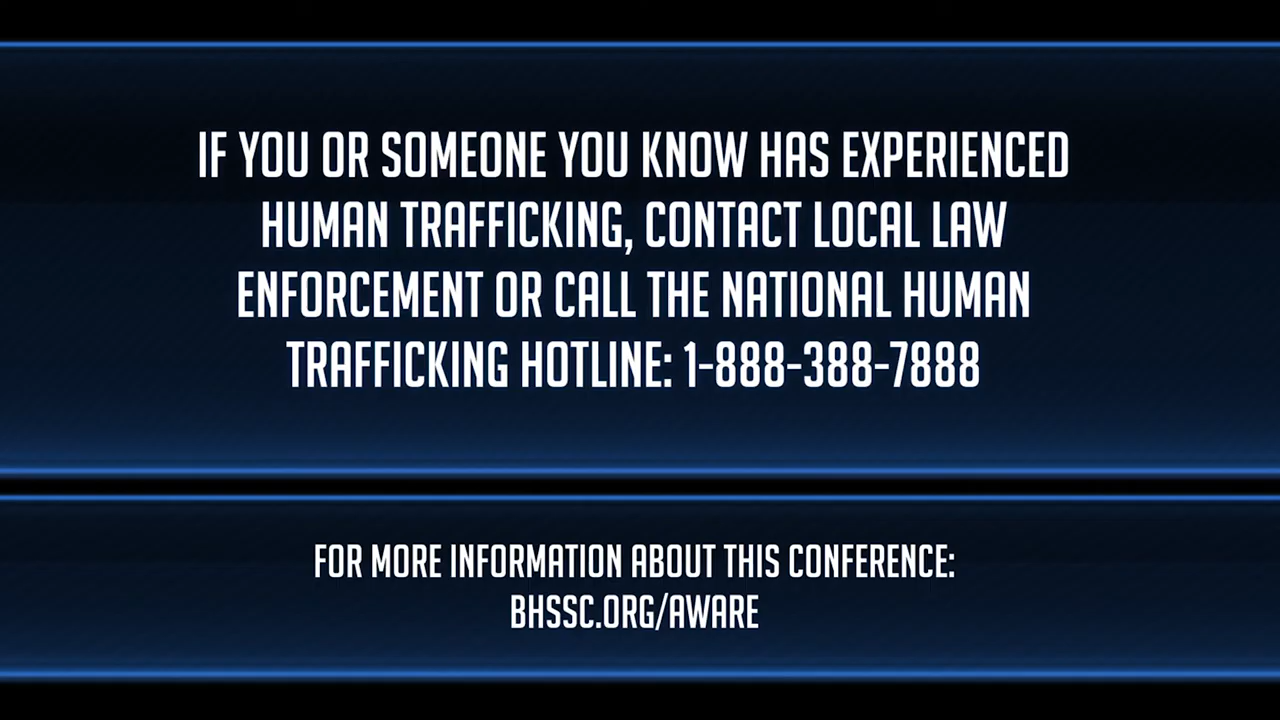 IF YOU OR SOMEONE YOU KNOW HAS EXPERIENCED
HUMAN TRAFFICKING, CONTACT LOCAL LAW
ENFORCEMENT OR CALL THE NATIONAL HUMAN
TRAFFICKING HOTLINE: 1-888-388-7888
FOR MORE INFORMATION ABOUT THIS CONFERENCE:
BHSSC.ORG/AWARE